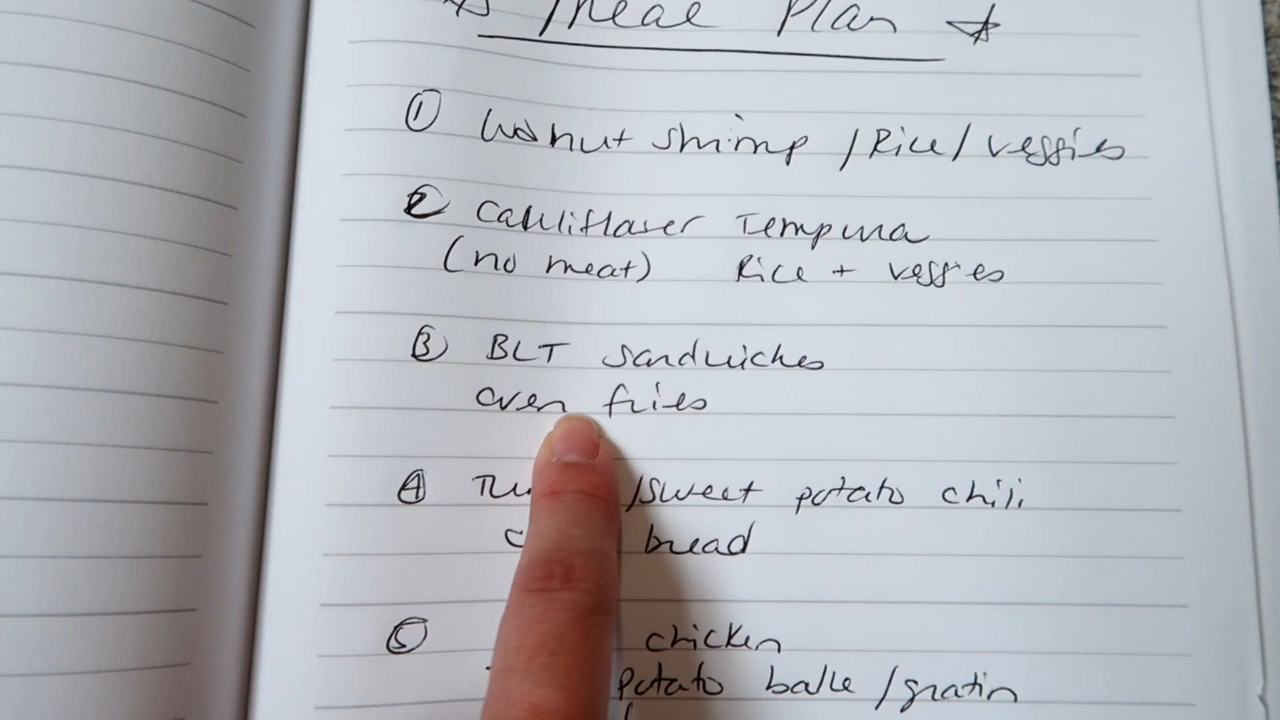 ☆ Meal Plan ☆
① Walnut shrimp /Rice/ veggies
② Cauliflower Tempura
(no meat) Rice + veggies
③ BLT sandwiches
oven fries
④ /sweet potato chili
bread
⑤ chicken
potato bake /gratin